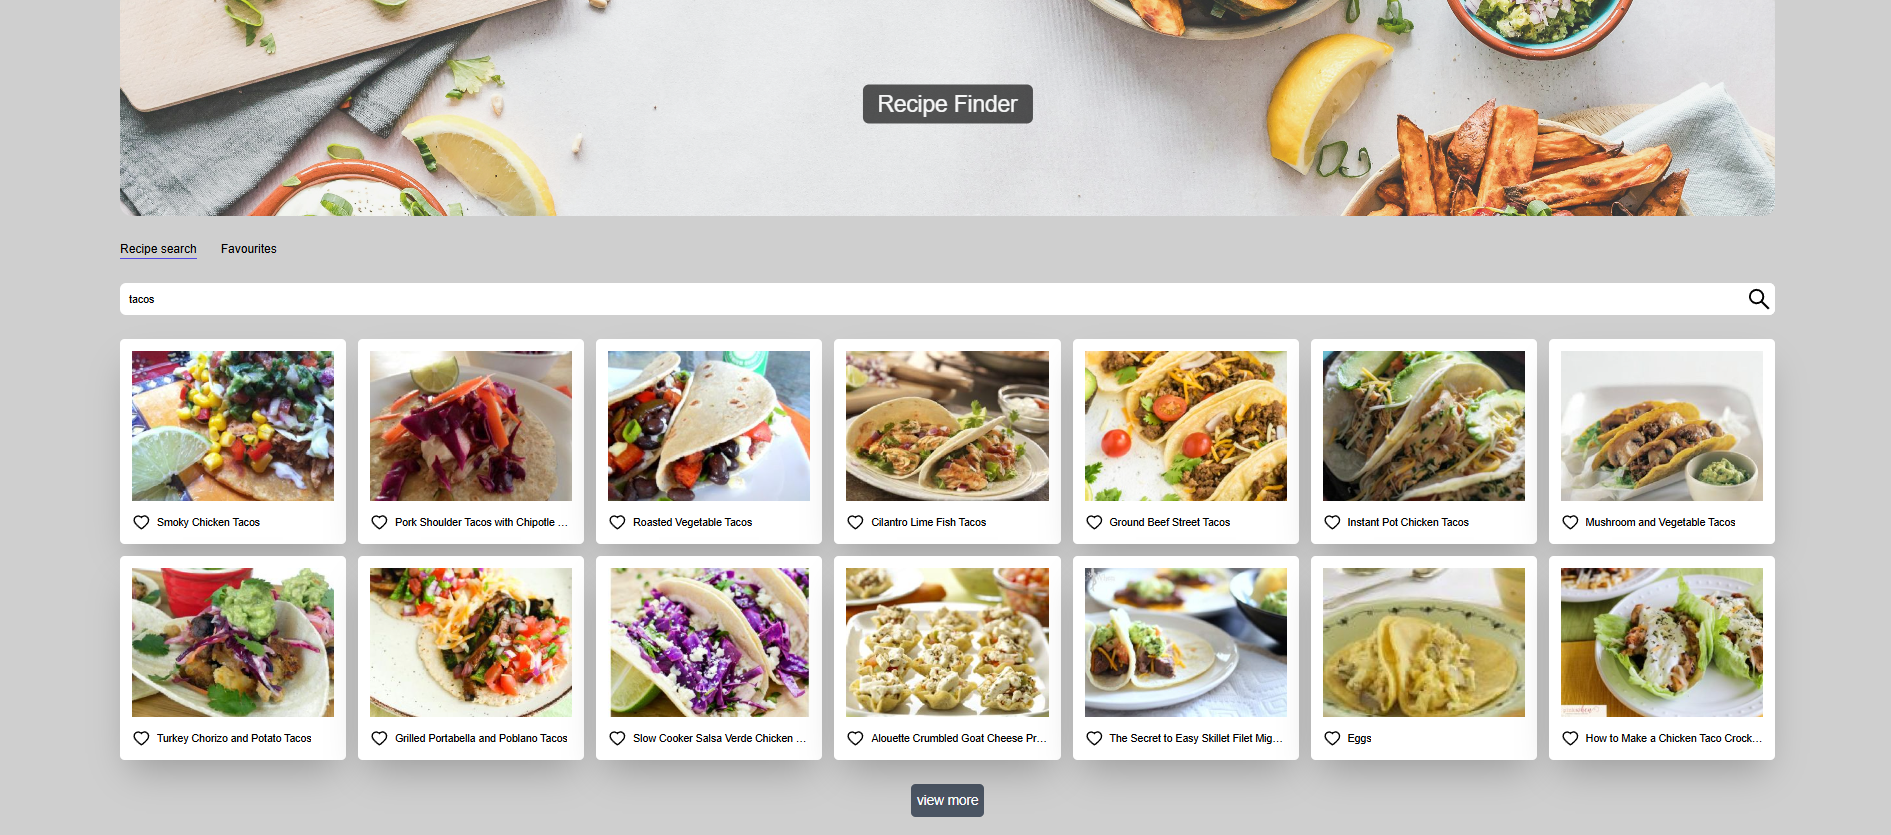 Recipe Finder
Recipe search Favourites
tacos
Smoky Chicken Tacos
Pork Shoulder Tacos with Chipotle ...
Roasted Vegetable Tacos
Cilantro Lime Fish Tacos
Ground Beef Street Tacos
Instant Pot Chicken Tacos
Mushroom and Vegetable Tacos
Turkey Chorizo and Potato Tacos
Grilled Portabella and Poblano Tacos
Slow Cooker Salsa Verde Chicken ...
Alouette Crumbled Goat Cheese Pr...
The Secret to Easy Skillet Filet Mig...
Eggs
How to Make a Chicken Taco Crock...
view more